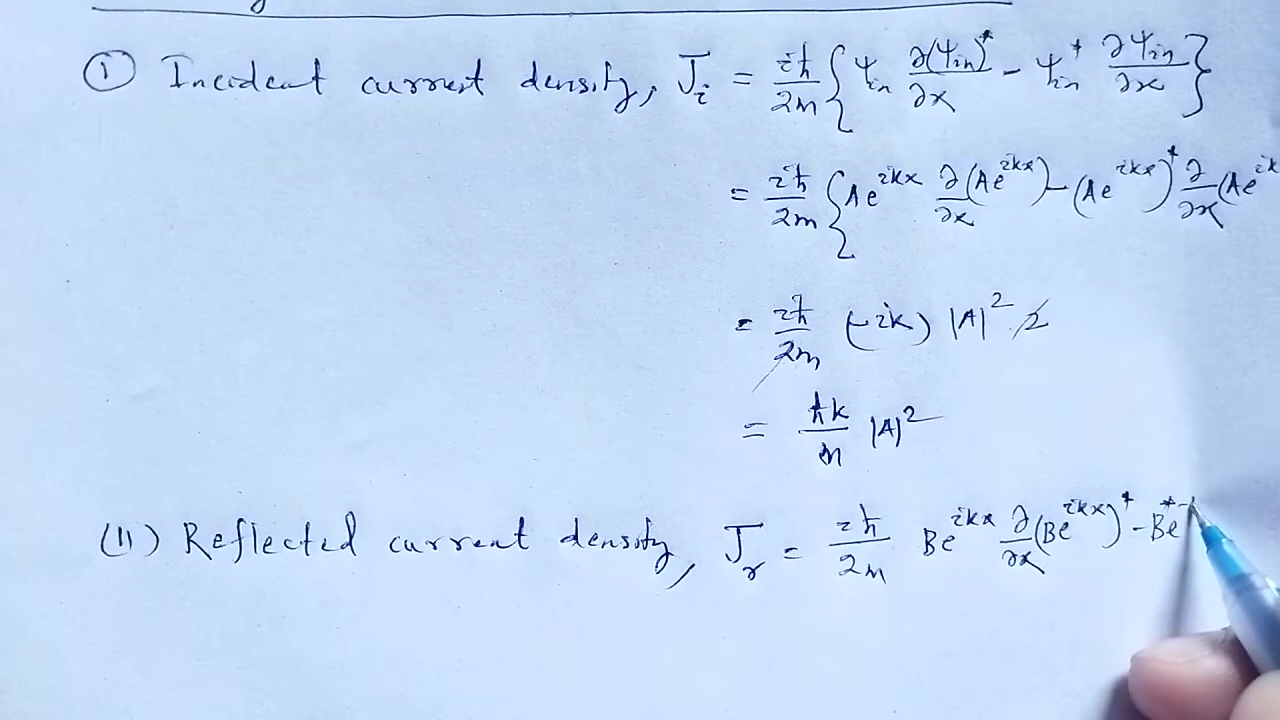 ① Incident current density, J_i = iħ/2m { ψ_in ∂(ψ_in)*/∂x − ψ_in* ∂ψ_in/∂x }
= iħ/2m { Ae^{ikx} ∂/∂x (Ae^{ikx}) − (Ae^{ikx})* ∂/∂x (Ae^{ik
= iħ/2m (−ik) |A|² 2
= ħk/m |A|²
(II) Reflected current density, J_r = iħ/2m Be^{ikx} ∂/∂x (Be^{ikx})* − B*e^{-